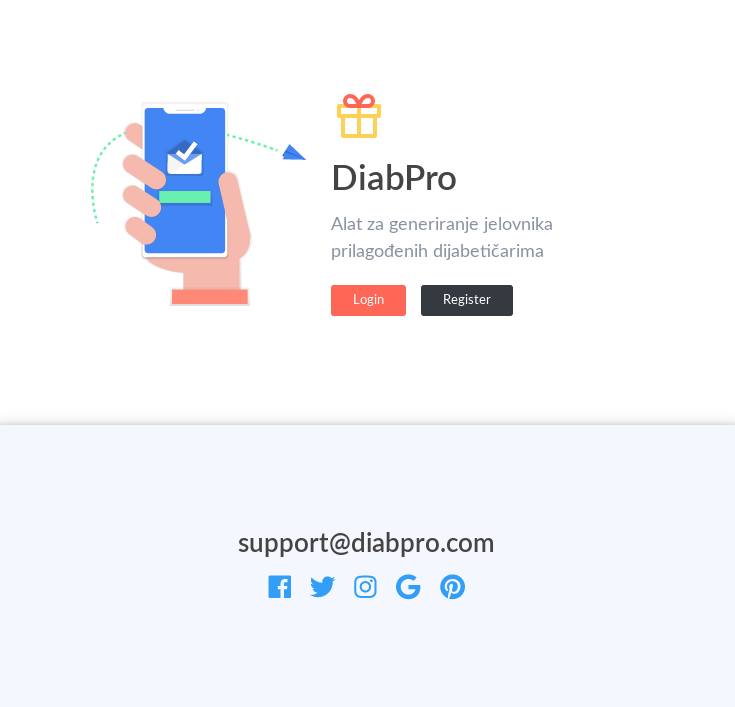 DiabPro
Alat za generiranje jelovnika
prilagođenih dijabetičarima
Login
Register
support@diabpro.com